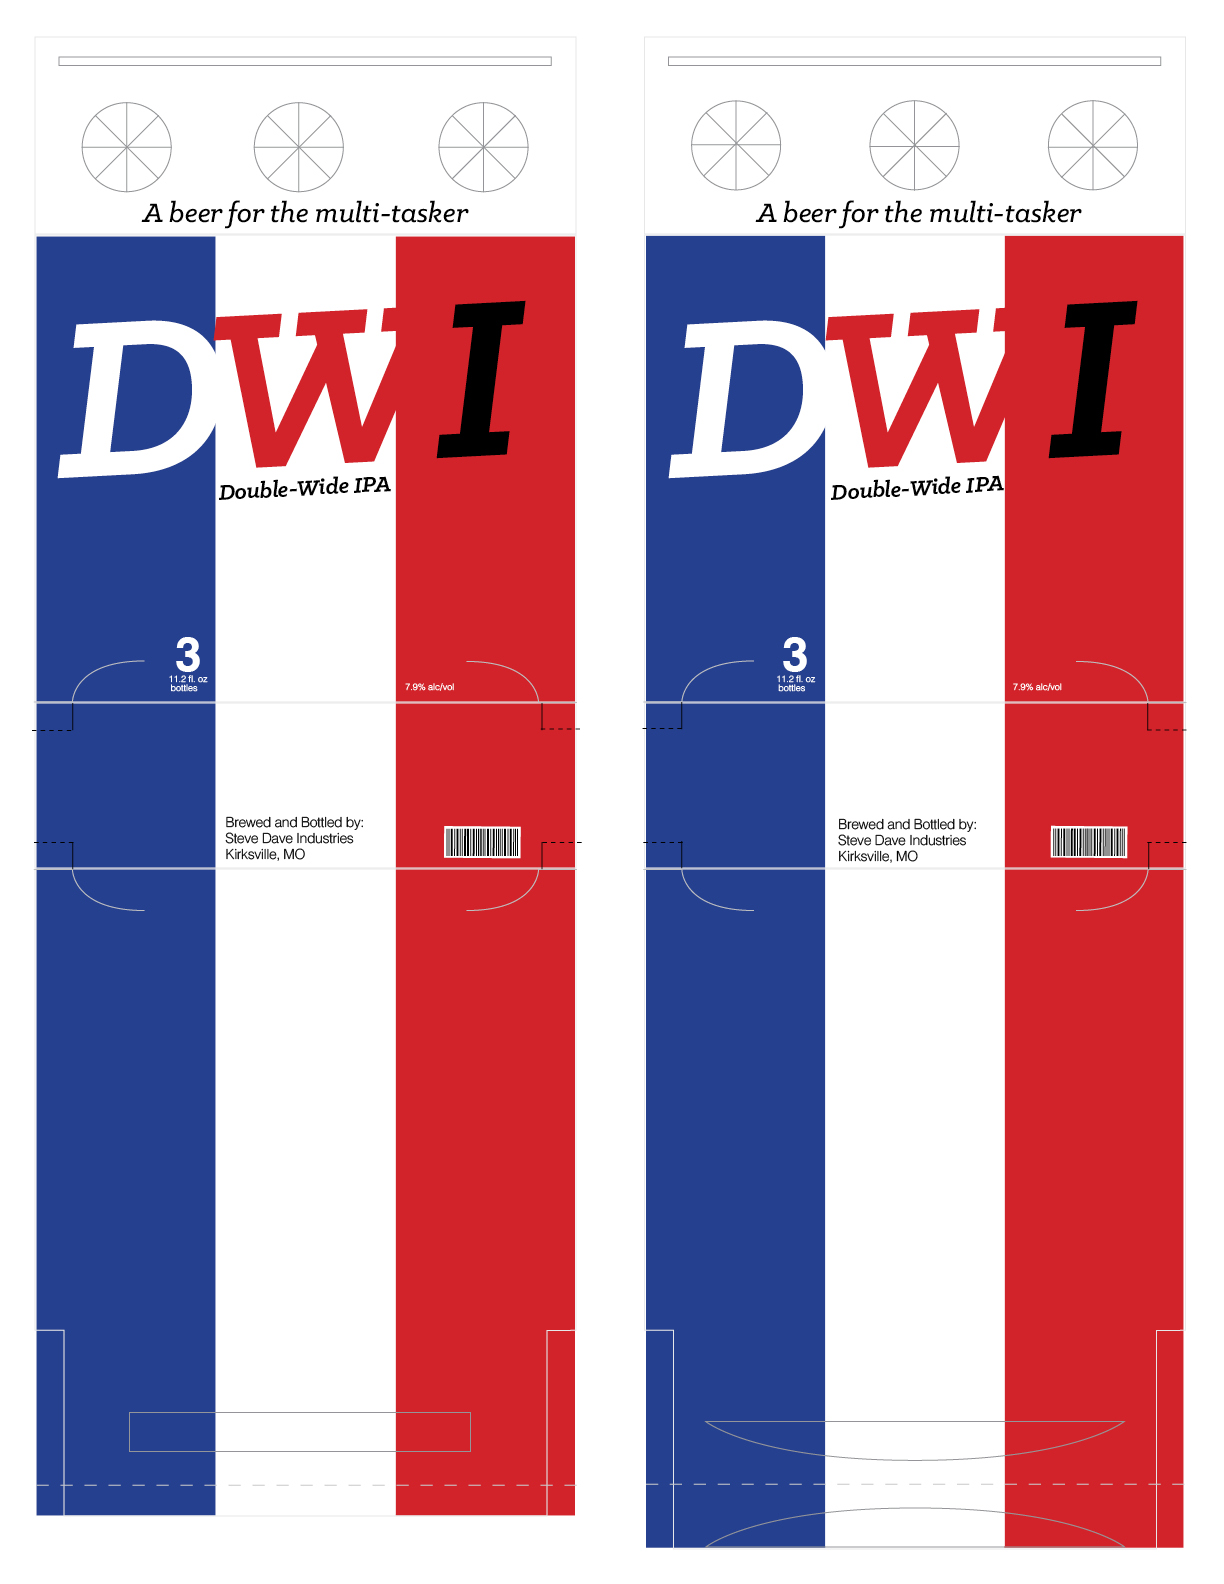 A beer for the multi-tasker
DWI
Double-Wide IPA
3
11.2 fl. oz
bottles
7.9% alc/vol
Brewed and Bottled by:
Steve Dave Industries
Kirksville, MO
A beer for the multi-tasker
DWI
Double-Wide IPA
3
11.2 fl. oz
bottles
7.9% alc/vol
Brewed and Bottled by:
Steve Dave Industries
Kirksville, MO